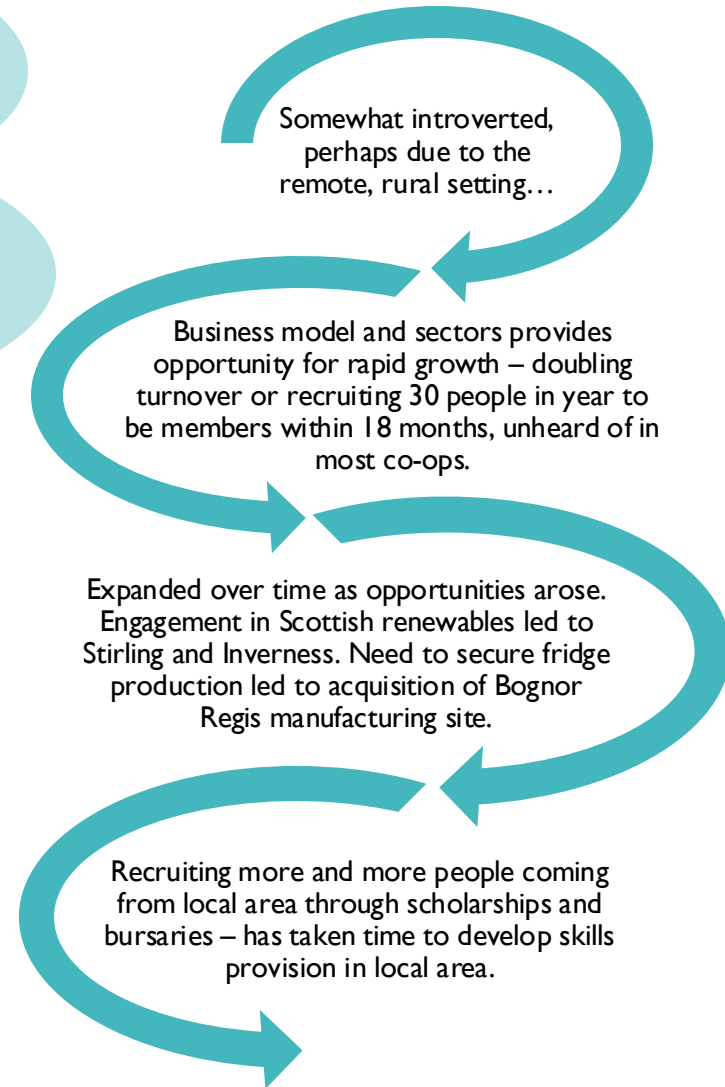 Somewhat introverted,
perhaps due to the
remote, rural setting…
Business model and sectors provides
opportunity for rapid growth – doubling
turnover or recruiting 30 people in year to
be members within 18 months, unheard of in
most co-ops.
Expanded over time as opportunities arose.
Engagement in Scottish renewables led to
Stirling and Inverness. Need to secure fridge
production led to acquisition of Bognor
Regis manufacturing site.
Recruiting more and more people coming
from local area through scholarships and
bursaries – has taken time to develop skills
provision in local area.